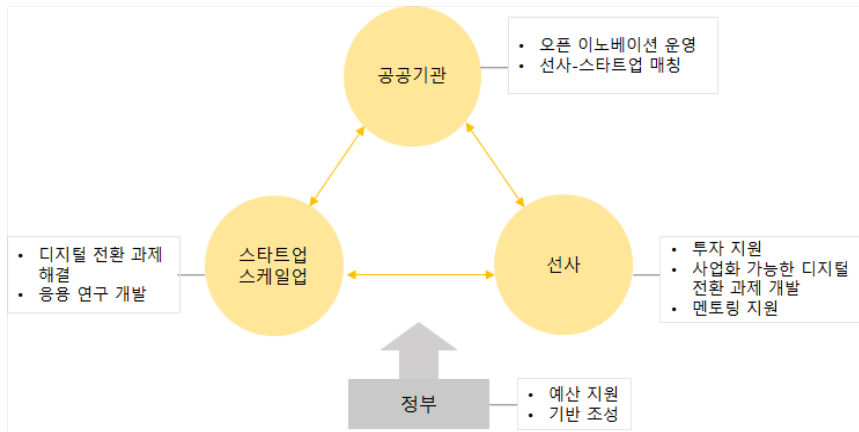 공공기관
• 오픈 이노베이션 운영
• 선사-스타트업 매칭
• 디지털 전환 과제
해결
• 응용 연구 개발
스타트업
스케일업
선사
• 투자 지원
• 사업화 가능한 디지털
전환 과제 개발
• 멘토링 지원
정부
• 예산 지원
• 기반 조성